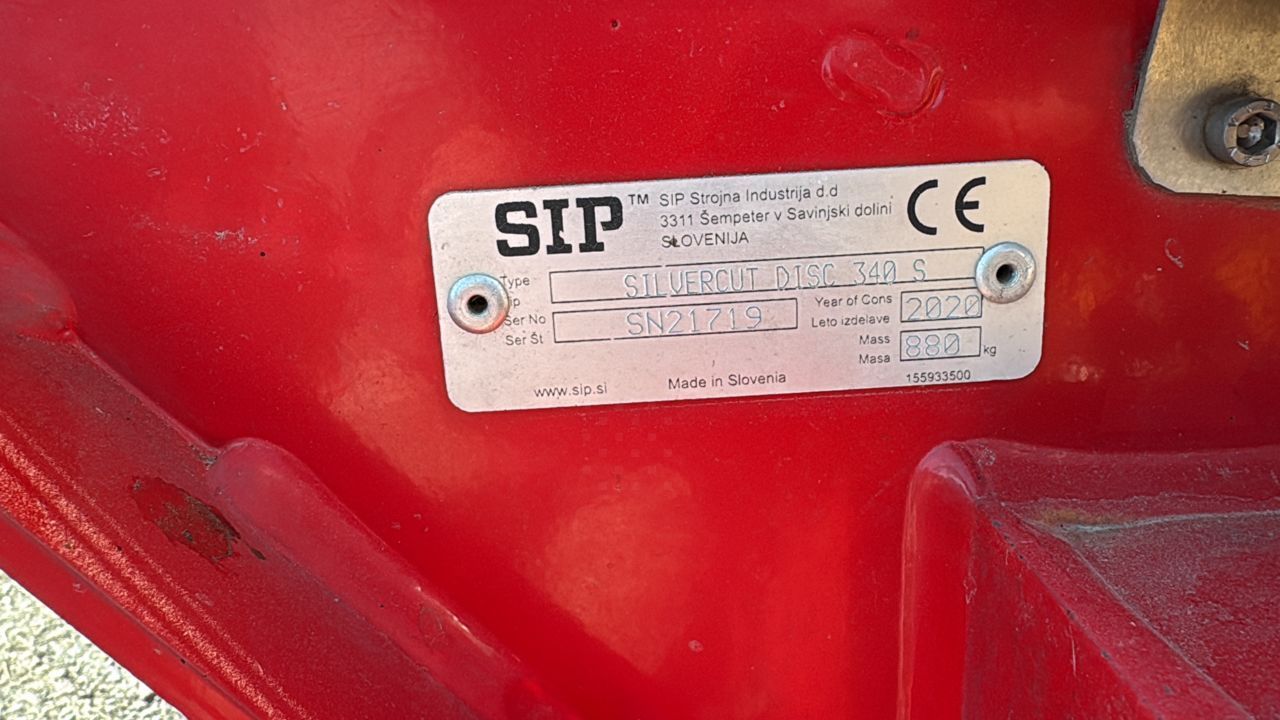 SIP™ SIP Strojna Industrija d.d
3311 Šempeter v Savinjski dolini
SLOVENIJA
CE
Type SILVERCUT DISC 340 S
Tip
Ser No SN21719
Ser Št
Year of Cons 2020
Leto izdelave
Mass 880 kg
Masa
www.sip.si Made in Slovenia 155933500